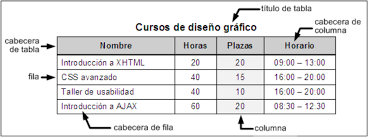 título de tabla
Cursos de diseño gráfico
cabecera de columna
cabecera de tabla
Nombre Horas Plazas Horario
Introducción a XHTML 20 20 09:00 – 13:00
fila
CSS avanzado 40 15 16:00 – 20:00
Taller de usabilidad 40 10 16:00 – 20:00
Introducción a AJAX 60 20 08:30 – 12:30
cabecera de fila
columna